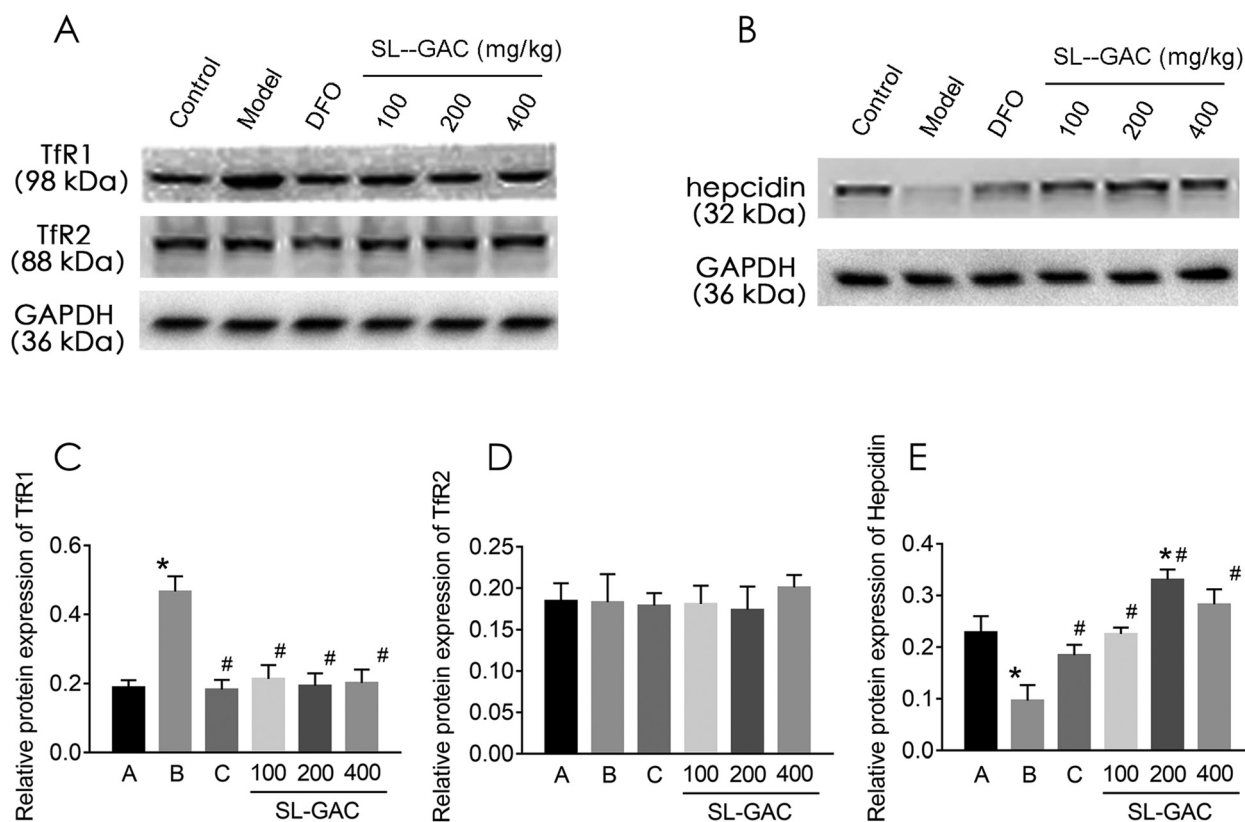 A
SL--GAC (mg/kg)
Control Model DFO 100 200 400
TfR1
(98 kDa)
TfR2
(88 kDa)
GAPDH
(36 kDa)
B
SL--GAC (mg/kg)
Control Model DFO 100 200 400
hepcidin
(32 kDa)
GAPDH
(36 kDa)
C
Relative protein expression of TfR1
0.6
0.4
0.2
0.0
*
# # # #
A B C 100 200 400
SL-GAC
D
Relative protein expression of TfR2
0.25
0.20
0.15
0.10
0.05
0.00
A B C 100 200 400
SL-GAC
E
Relative protein expression of Hepcidin
0.4
0.3
0.2
0.1
0.0
*
# # *# #
A B C 100 200 400
SL-GAC